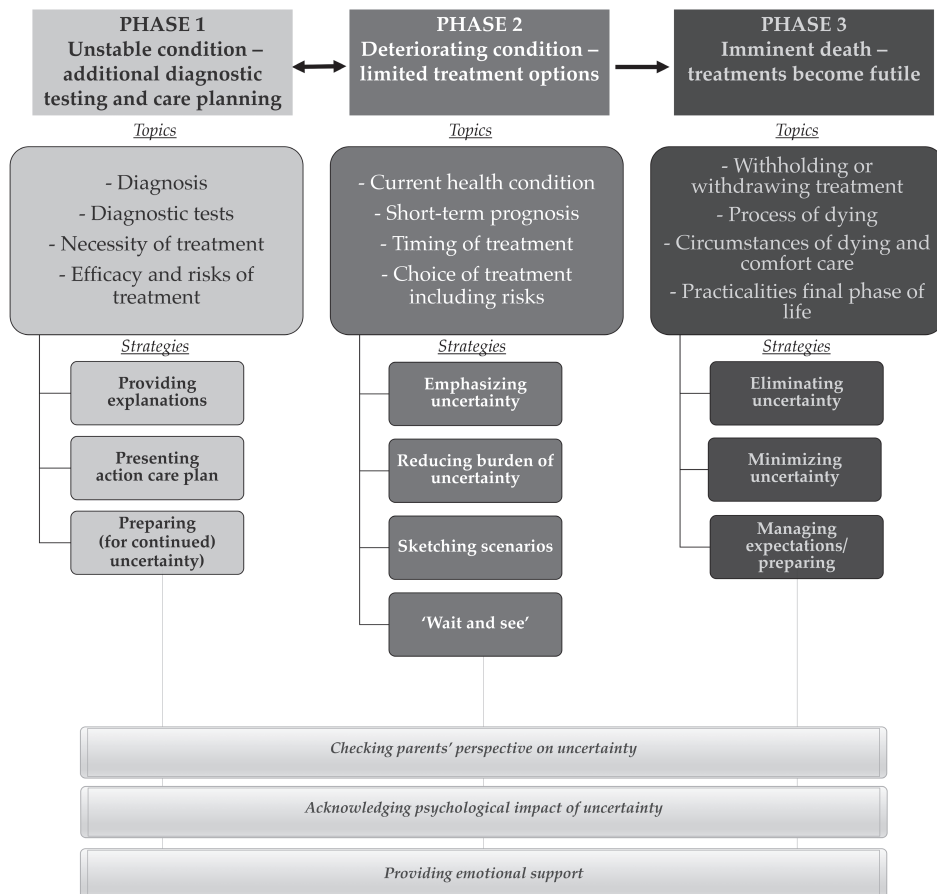 PHASE 1
Unstable condition –
additional diagnostic
testing and care planning
PHASE 2
Deteriorating condition –
limited treatment options
PHASE 3
Imminent death –
treatments become futile
Topics
- Diagnosis
- Diagnostic tests
- Necessity of treatment
- Efficacy and risks of
treatment
Topics
- Current health condition
- Short-term prognosis
- Timing of treatment
- Choice of treatment
including risks
Topics
- Withholding or
withdrawing treatment
- Process of dying
- Circumstances of dying and
comfort care
- Practicalities final phase of
life
Strategies
Providing
explanations
Presenting
action care plan
Preparing
(for continued)
uncertainty)
Strategies
Emphasizing
uncertainty
Reducing burden of
uncertainty
Sketching scenarios
‘Wait and see’
Strategies
Eliminating
uncertainty
Minimizing
uncertainty
Managing
expectations/
preparing
Checking parents’ perspective on uncertainty
Acknowledging psychological impact of uncertainty
Providing emotional support